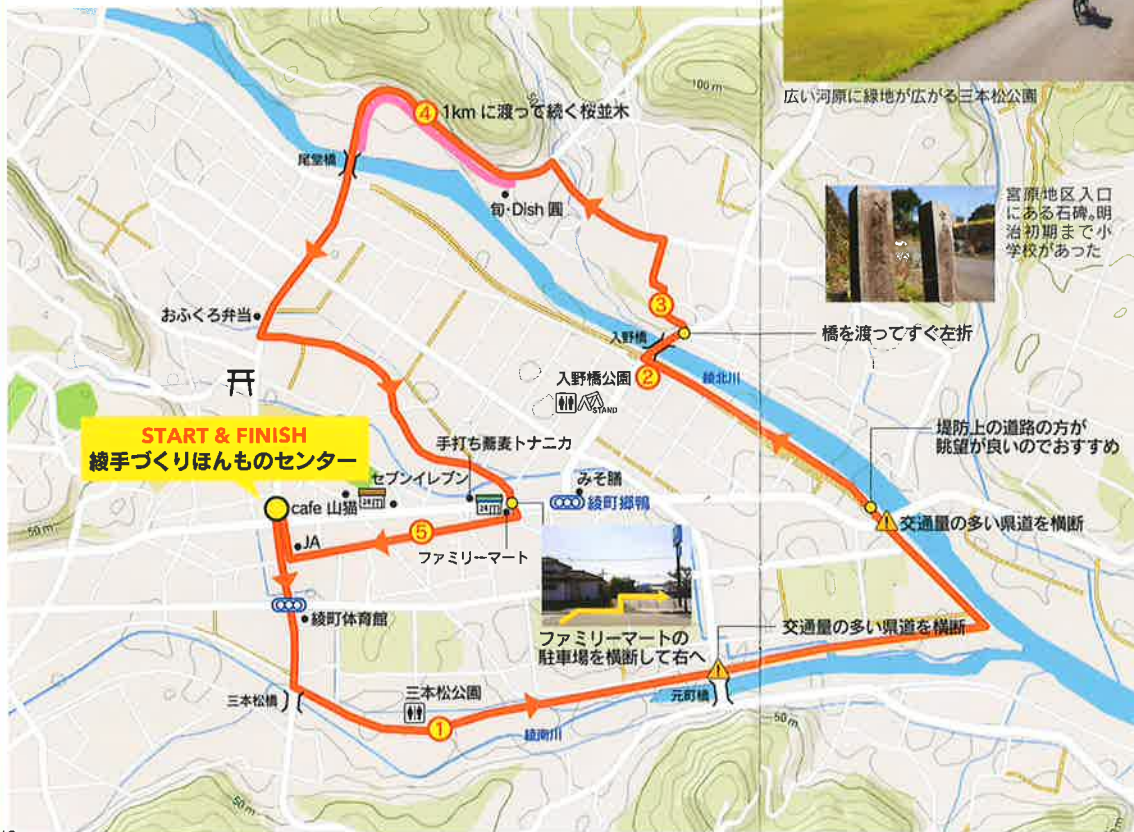 広い河原に緑地が広がる三本松公園
100m
④ 1kmに渡って続く桜並木
尾堂橋
旬・Dish 圓
宮原地区入口
にある石碑。明
治初期まで小
学校があった
③
おふくろ弁当
入野橋
橋を渡ってすぐ左折
②
綾北川
入野橋公園
STAND
START & FINISH
綾手づくりほんものセンター
手打ち蕎麦トナニカ
堤防上の道路の方が
眺望が良いのでおすすめ
セブンイレブン
みそ膳
綾町郷鴨
cafe 山猫
24H
24H
50m
JA
⑤
ファミリーマート
交通量の多い県道を横断
綾町体育館
ファミリーマートの
駐車場を横断して右へ
交通量の多い県道を横断
三本松橋
三本松公園
①
元町橋
綾南川
50m
50m